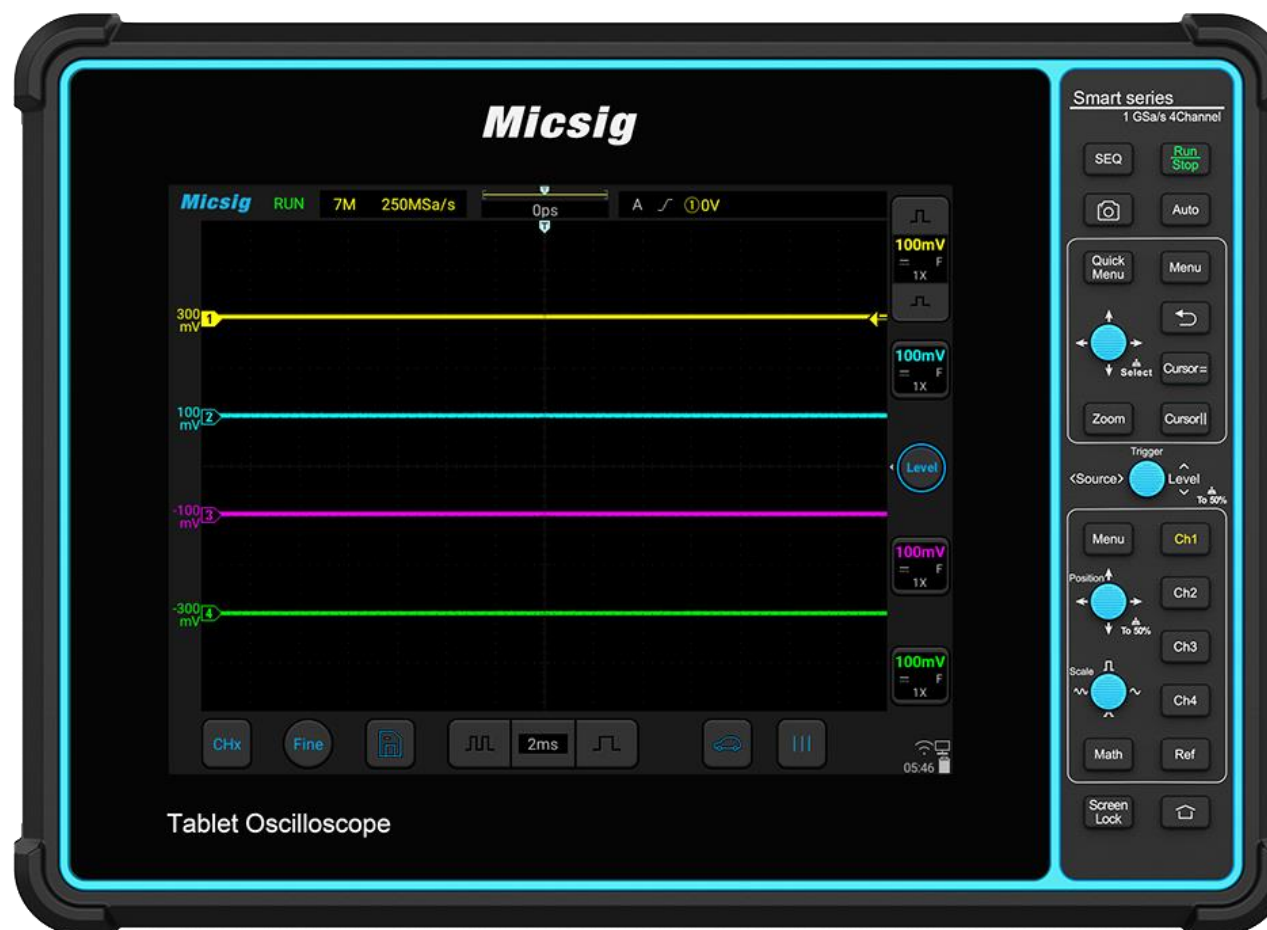 Micsig
Smart series
1 GSa/s 4Channel
SEQ
Run
Stop
Auto
Quick
Menu
Menu
Select
Cursor=
Zoom
Cursor||
Trigger
<Source>
Level
To 50%
Menu
Ch1
Position
Ch2
To 50%
Ch3
Scale
Ch4
Math
Ref
Screen
Lock
Micsig RUN 7M 250MSa/s 0ps A ①0V
T
T
100mV
F
1X
300
mV
1
100mV
F
1X
100
mV
2
Level
-100
mV
3
100mV
F
1X
-300
mV
4
100mV
F
1X
CHx Fine 2ms
05:46
Tablet Oscilloscope